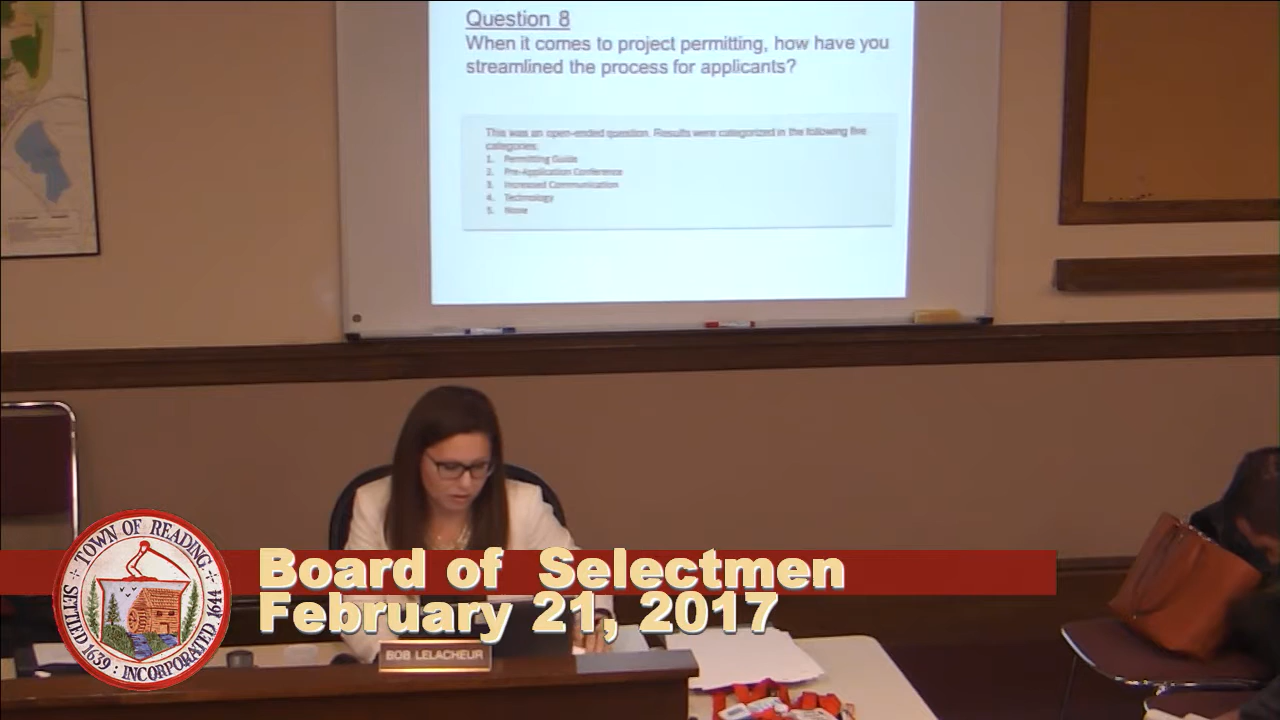 Question 8
When it comes to project permitting, how have you
streamlined the process for applicants?
This was an open-ended question. Results were categorized in the following five
categories:
1. Permitting Guide
2. Pre-Application Conference
3. Increased Communication
4. Technology
5. None
TOWN OF READING
SETTLED 1639 : INCORPORATED 1644
Board of Selectmen
February 21, 2017
BOB LELACHEUR